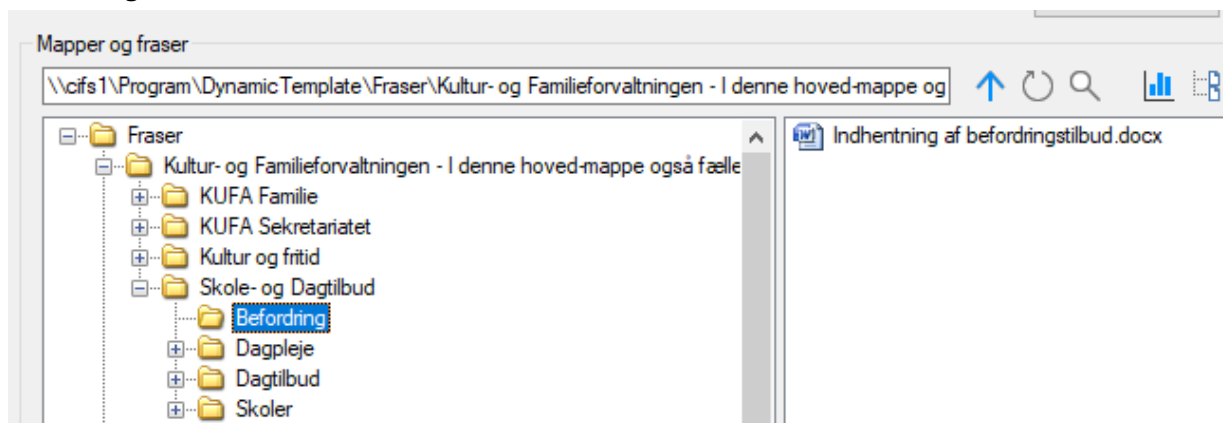 Mapper og fraser
\\cifs1\Program\DynamicTemplate\Fraser\Kultur- og Familieforvaltningen - I denne hoved-mappe og
Fraser
Kultur- og Familieforvaltningen - I denne hoved-mappe også fælle
KUFA Familie
KUFA Sekretariatet
Kultur og fritid
Skole- og Dagtilbud
Befordring
Dagpleje
Dagtilbud
Skoler
Indhentning af befordringstilbud.docx